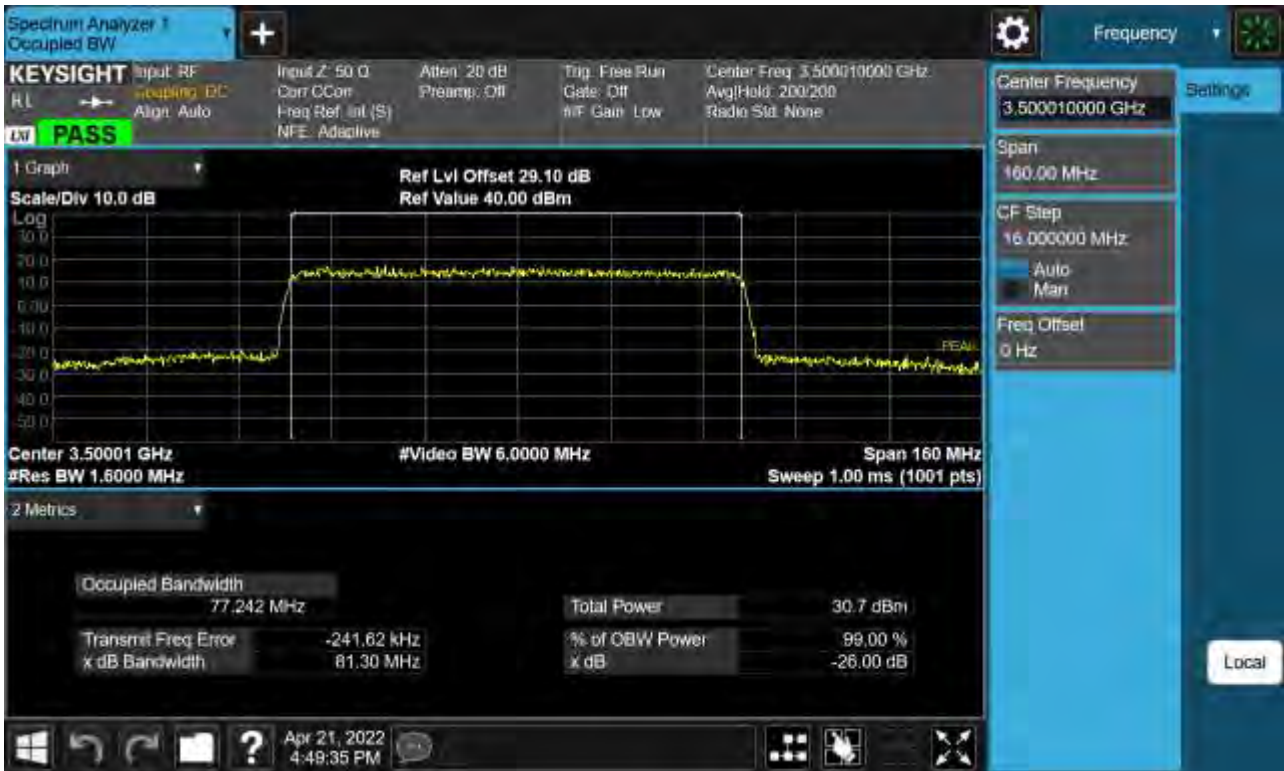 Spectrum Analyzer 1
Occupied BW
Frequency
KEYSIGHT
Input: RF
Coupling: DC
Align: Auto
Input Z: 50 Ω
Corr CCorr
Freq Ref: Int (S)
NFE: Adaptive
Atten: 20 dB
Preamp: Off
Trig: Free Run
Gate: Off
#IF Gain: Low
Center Freq: 3.500010000 GHz
Avg|Hold: 200/200
Radio Std: None
PASS
Center Frequency
3.500010000 GHz
Settings
Span
160.00 MHz
CF Step
16.000000 MHz
Auto
Man
Freq Offset
0 Hz
1 Graph
Scale/Div 10.0 dB
Ref Lvl Offset 29.10 dB
Ref Value 40.00 dBm
Log
30.0
20.0
10.0
0.00
-10.0
-20.0
-30.0
-40.0
-50.0
PEAK
Center 3.50001 GHz
#Video BW 6.0000 MHz
Span 160 MHz
#Res BW 1.6000 MHz
Sweep 1.00 ms (1001 pts)
2 Metrics
Occupied Bandwidth
77.242 MHz
Total Power 30.7 dBm
Transmit Freq Error -241.62 kHz
% of OBW Power 99.00 %
x dB Bandwidth 81.30 MHz
x dB -26.00 dB
Local
Apr 21, 2022
4:49:35 PM